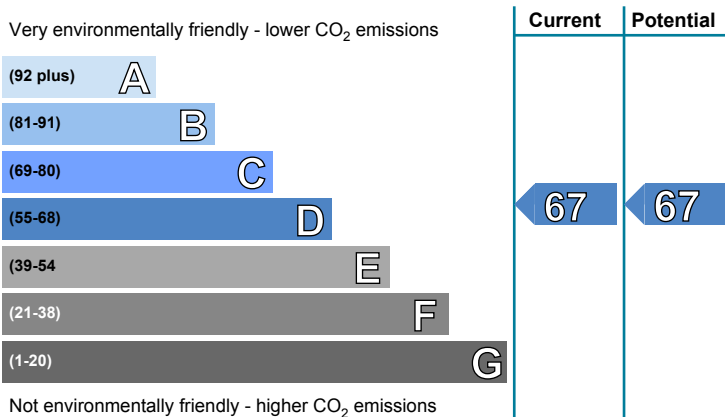 Very environmentally friendly - lower CO2 emissions
Current
Potential
(92 plus) A
(81-91) B
(69-80) C
(55-68) D
67
67
(39-54 E
(21-38) F
(1-20) G
Not environmentally friendly - higher CO2 emissions